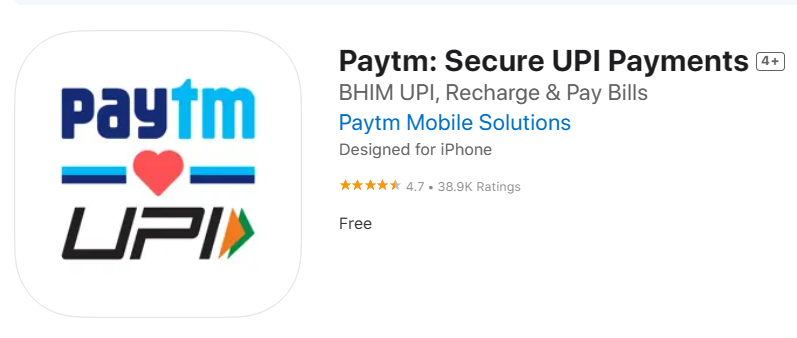 paytm
UPI
Paytm: Secure UPI Payments 4+
BHIM UPI, Recharge & Pay Bills
Paytm Mobile Solutions
Designed for iPhone
4.7 • 38.9K Ratings
Free